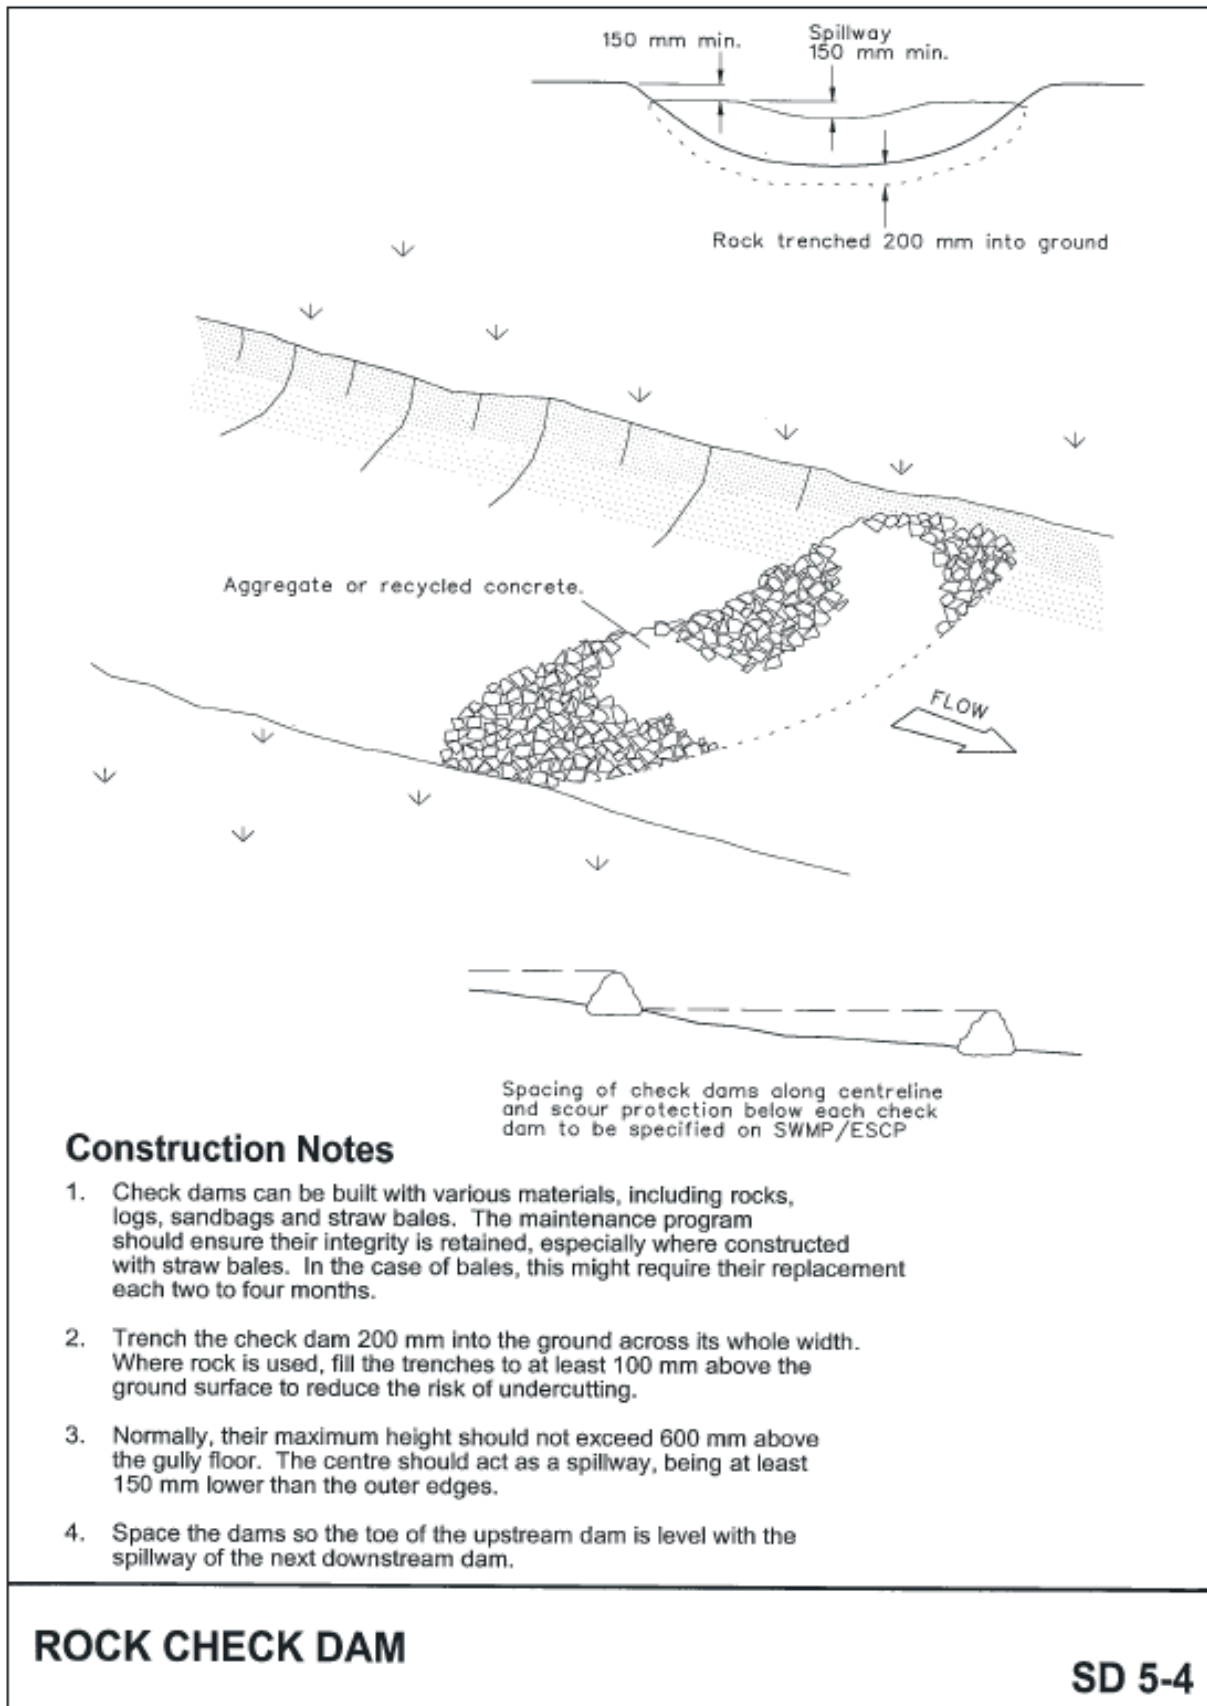 150 mm min.
Spillway
150 mm min.
Rock trenched 200 mm into ground
Aggregate or recycled concrete.
FLOW
Spacing of check dams along centreline
and scour protection below each check
dam to be specified on SWMP/ESCP
Construction Notes
1. Check dams can be built with various materials, including rocks,
logs, sandbags and straw bales. The maintenance program
should ensure their integrity is retained, especially where constructed
with straw bales. In the case of bales, this might require their replacement
each two to four months.
2. Trench the check dam 200 mm into the ground across its whole width.
Where rock is used, fill the trenches to at least 100 mm above the
ground surface to reduce the risk of undercutting.
3. Normally, their maximum height should not exceed 600 mm above
the gully floor. The centre should act as a spillway, being at least
150 mm lower than the outer edges.
4. Space the dams so the toe of the upstream dam is level with the
spillway of the next downstream dam.
ROCK CHECK DAM
SD 5-4